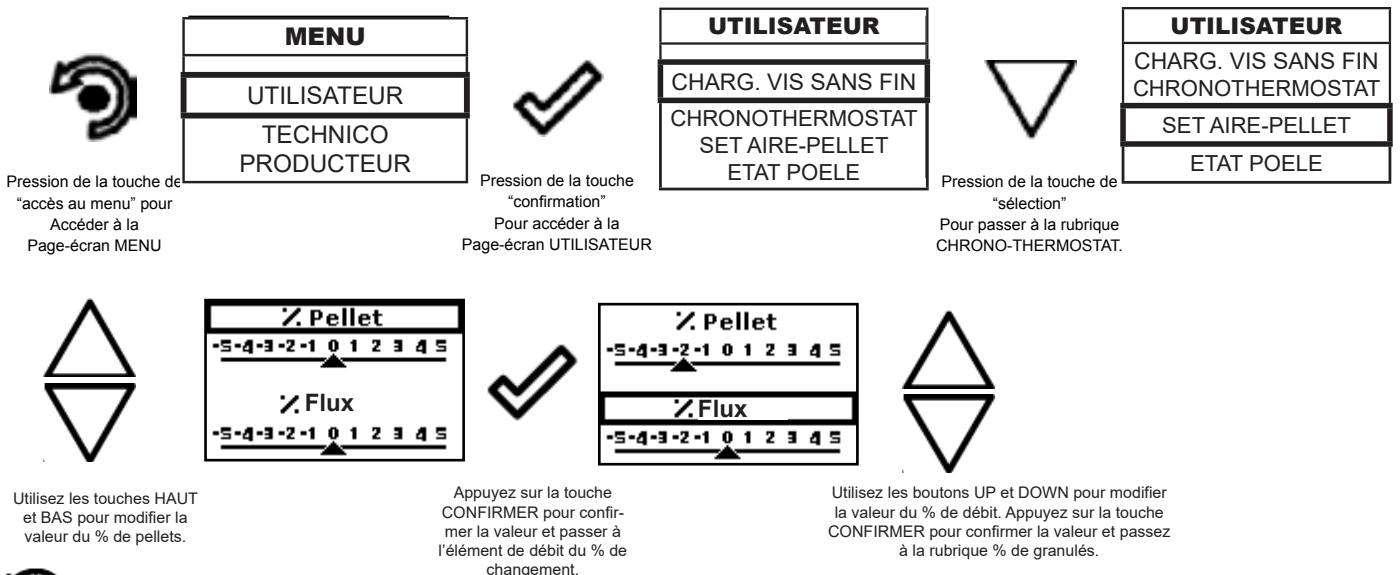 MENU
UTILISATEUR
TECHNICO
PRODUCTEUR
Pression de la touche de
“accès au menu” pour
Accéder à la
Page-écran MENU
UTILISATEUR
CHARG. VIS SANS FIN
CHRONOTHERMOSTAT
SET AIRE-PELLET
ETAT POELE
Pression de la touche
“confirmation”
Pour accéder à la
Page-écran UTILISATEUR
UTILISATEUR
CHARG. VIS SANS FIN
CHRONOTHERMOSTAT
SET AIRE-PELLET
ETAT POELE
Pression de la touche de
“sélection”
Pour passer à la rubrique
CHRONO-THERMOSTAT.
% Pellet
-5-4-3-2-1 0 1 2 3 4 5
% Flux
-5-4-3-2-1 0 1 2 3 4 5
Utilisez les touches HAUT
et BAS pour modifier la
valeur du % de pellets.
% Pellet
-5-4-3-2-1 0 1 2 3 4 5
% Flux
-5-4-3-2-1 0 1 2 3 4 5
Appuyez sur la touche
CONFIRMER pour confir-
mer la valeur et passer à
l’élément de débit du % de
changement.
Utilisez les boutons UP et DOWN pour modifier
la valeur du % de débit. Appuyez sur la touche
CONFIRMER pour confirmer la valeur et passez
à la rubrique % de granulés.